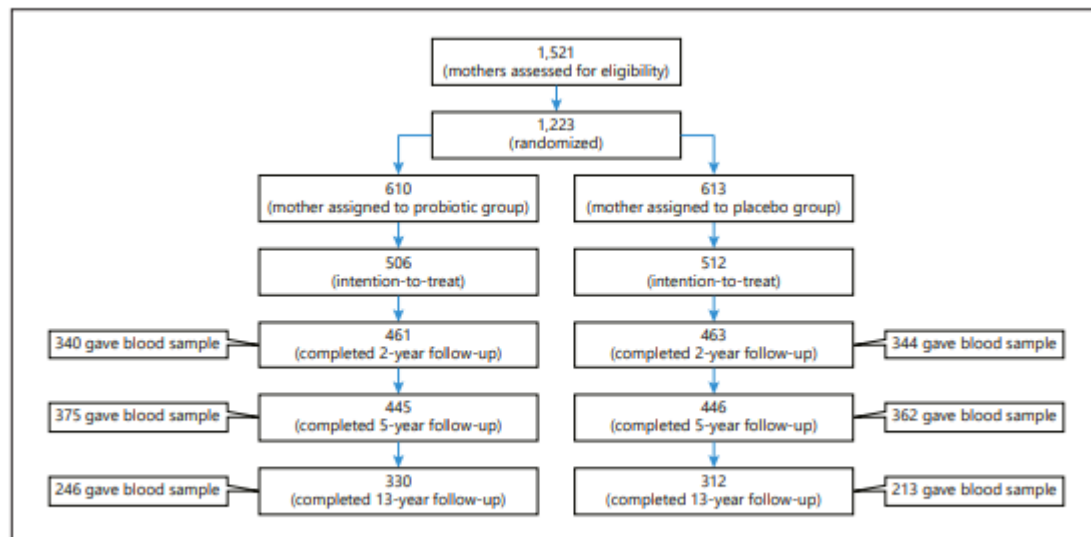 1,521
(mothers assessed for eligibility)
1,223
(randomized)
610
(mother assigned to probiotic group)
613
(mother assigned to placebo group)
506
(intention-to-treat)
512
(intention-to-treat)
340 gave blood sample
461
(completed 2-year follow-up)
463
(completed 2-year follow-up)
344 gave blood sample
375 gave blood sample
445
(completed 5-year follow-up)
446
(completed 5-year follow-up)
362 gave blood sample
246 gave blood sample
330
(completed 13-year follow-up)
312
(completed 13-year follow-up)
213 gave blood sample